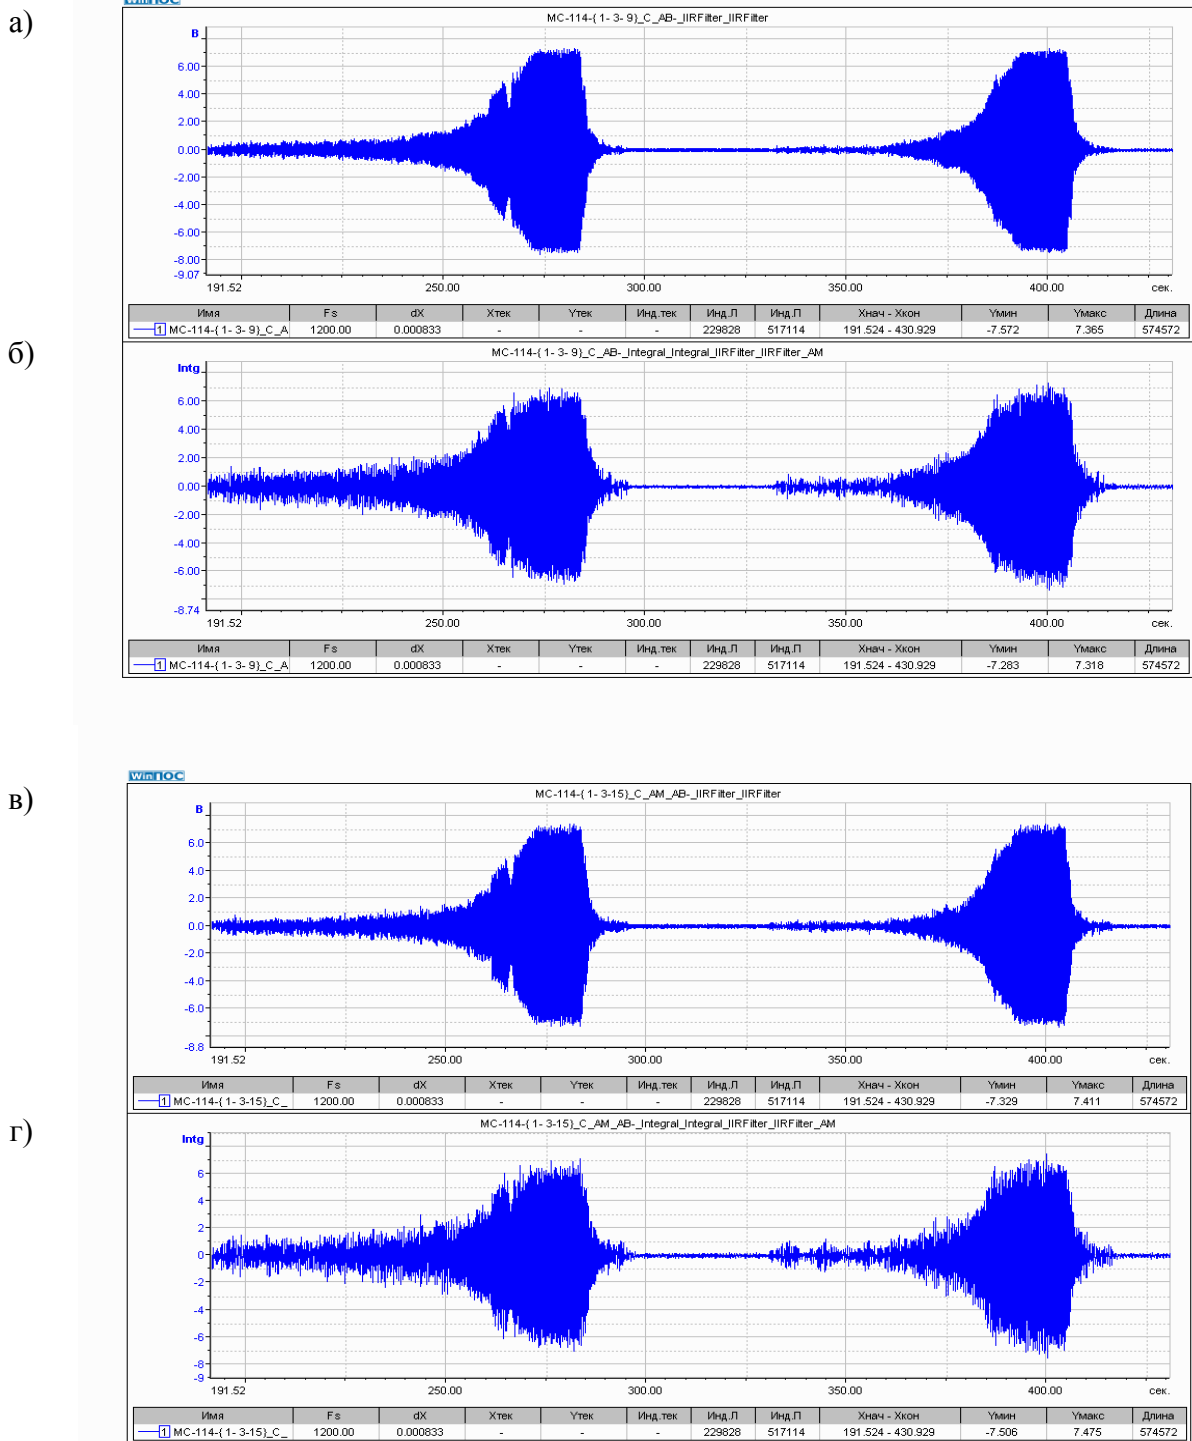 а)
WinПОС
МС-114-{ 1- 3- 9}_C_AB-_IIRFilter_IIRFilter
В
6.00
4.00
2.00
0.00
-2.00
-4.00
-6.00
-8.00
-9.07
191.52 250.00 300.00 350.00 400.00 сек.
Имя Fs dX Xтек Yтек Инд.тек Инд.Л Инд.П Xнач - Xкон Yмин Yмакс Длина
1 МС-114-{ 1- 3- 9}_C_A 1200.00 0.000833 - - - 229828 517114 191.524 - 430.929 -7.572 7.365 574572
б)
МС-114-{ 1- 3- 9}_C_AB-_Integral_Integral_IIRFilter_IIRFilter_AM
Intg
6.00
4.00
2.00
0.00
-2.00
-4.00
-6.00
-8.74
191.52 250.00 300.00 350.00 400.00 сек.
Имя Fs dX Xтек Yтек Инд.тек Инд.Л Инд.П Xнач - Xкон Yмин Yмакс Длина
1 МС-114-{ 1- 3- 9}_C_A 1200.00 0.000833 - - - 229828 517114 191.524 - 430.929 -7.283 7.318 574572
WinПОС
в)
МС-114-{ 1- 3-15}_C_AM_AB-_IIRFilter_IIRFilter
В
6.0
4.0
2.0
0.0
-2.0
-4.0
-6.0
-8.8
191.52 250.00 300.00 350.00 400.00 сек.
Имя Fs dX Xтек Yтек Инд.тек Инд.Л Инд.П Xнач - Xкон Yмин Yмакс Длина
1 МС-114-{ 1- 3-15}_C_ 1200.00 0.000833 - - - 229828 517114 191.524 - 430.929 -7.329 7.411 574572
г)
МС-114-{ 1- 3-15}_C_AM_AB-_Integral_Integral_IIRFilter_IIRFilter_AM
Intg
6
4
2
0
-2
-4
-6
-8
-9
191.52 250.00 300.00 350.00 400.00 сек.
Имя Fs dX Xтек Yтек Инд.тек Инд.Л Инд.П Xнач - Xкон Yмин Yмакс Длина
1 МС-114-{ 1- 3-15}_C_ 1200.00 0.000833 - - - 229828 517114 191.524 - 430.929 -7.506 7.475 574572